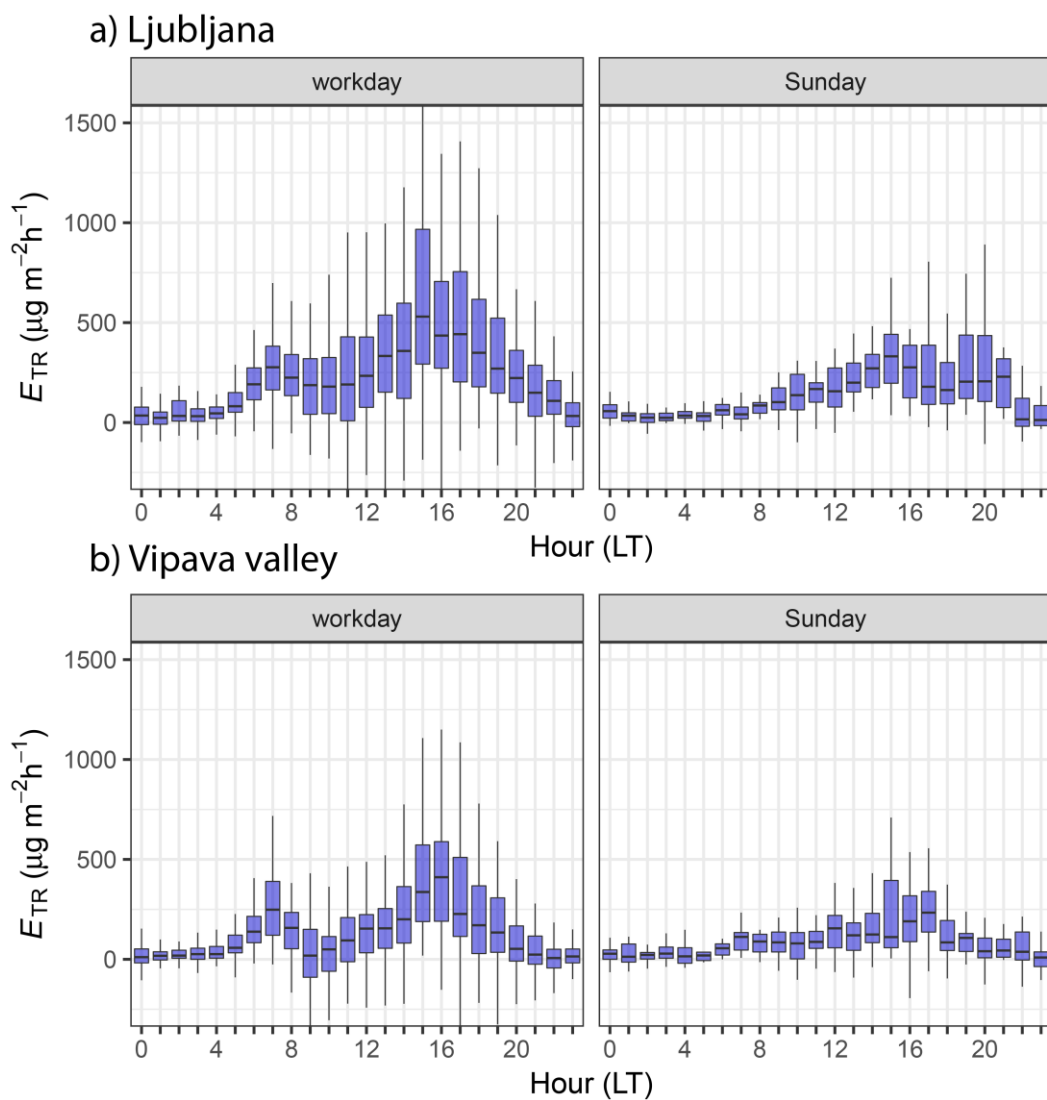 a) Ljubljana
workday
Sunday
1500
1000
500
0
E_TR (µg m⁻²h⁻¹)
0 4 8 12 16 20
0 4 8 12 16 20
Hour (LT)
b) Vipava valley
workday
Sunday
1500
1000
500
0
E_TR (µg m⁻²h⁻¹)
0 4 8 12 16 20
0 4 8 12 16 20
Hour (LT)